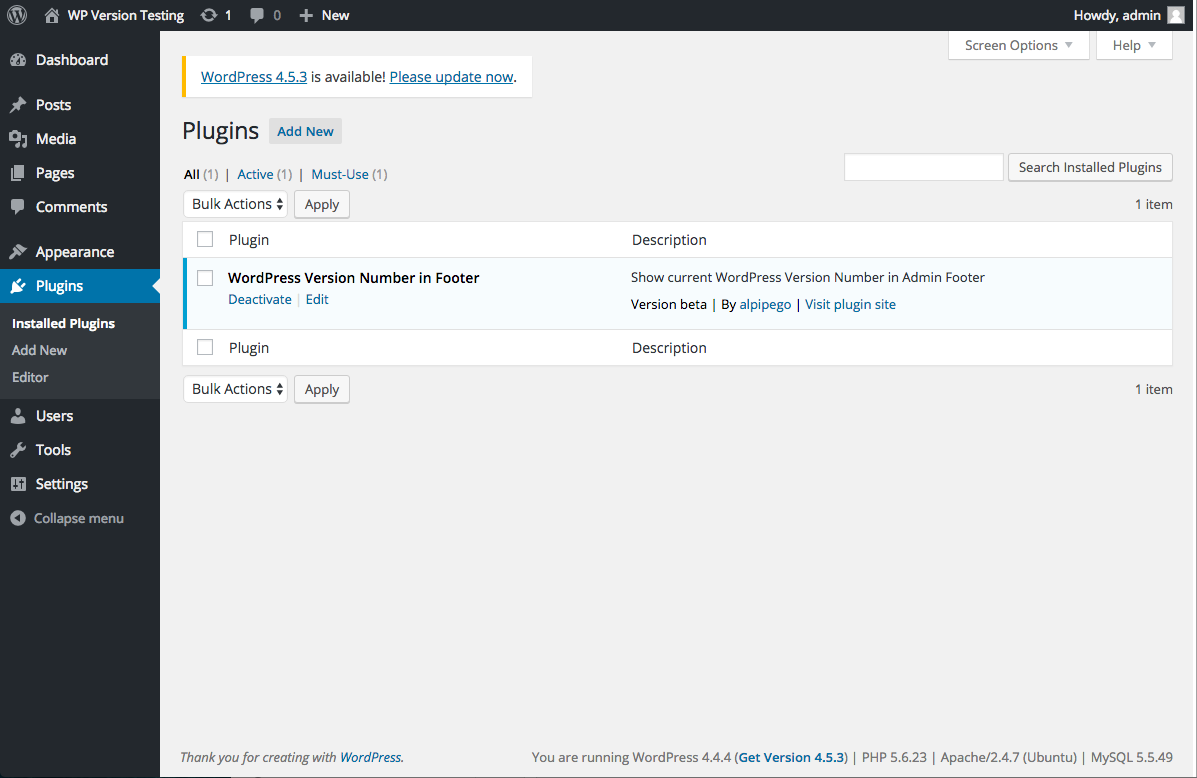 WP Version Testing 1 0 New Howdy, admin
Screen Options Help
Dashboard
Posts
Media
Pages
Comments
Appearance
Plugins
Installed Plugins
Add New
Editor
Users
Tools
Settings
Collapse menu
WordPress 4.5.3 is available! Please update now.
Plugins Add New
All (1) | Active (1) | Must-Use (1)
Search Installed Plugins
Bulk Actions Apply 1 item
Plugin Description
WordPress Version Number in Footer Show current WordPress Version Number in Admin Footer
Deactivate | Edit Version beta | By alpipego | Visit plugin site
Plugin Description
Bulk Actions Apply 1 item
Thank you for creating with WordPress. You are running WordPress 4.4.4 (Get Version 4.5.3) | PHP 5.6.23 | Apache/2.4.7 (Ubuntu) | MySQL 5.5.49